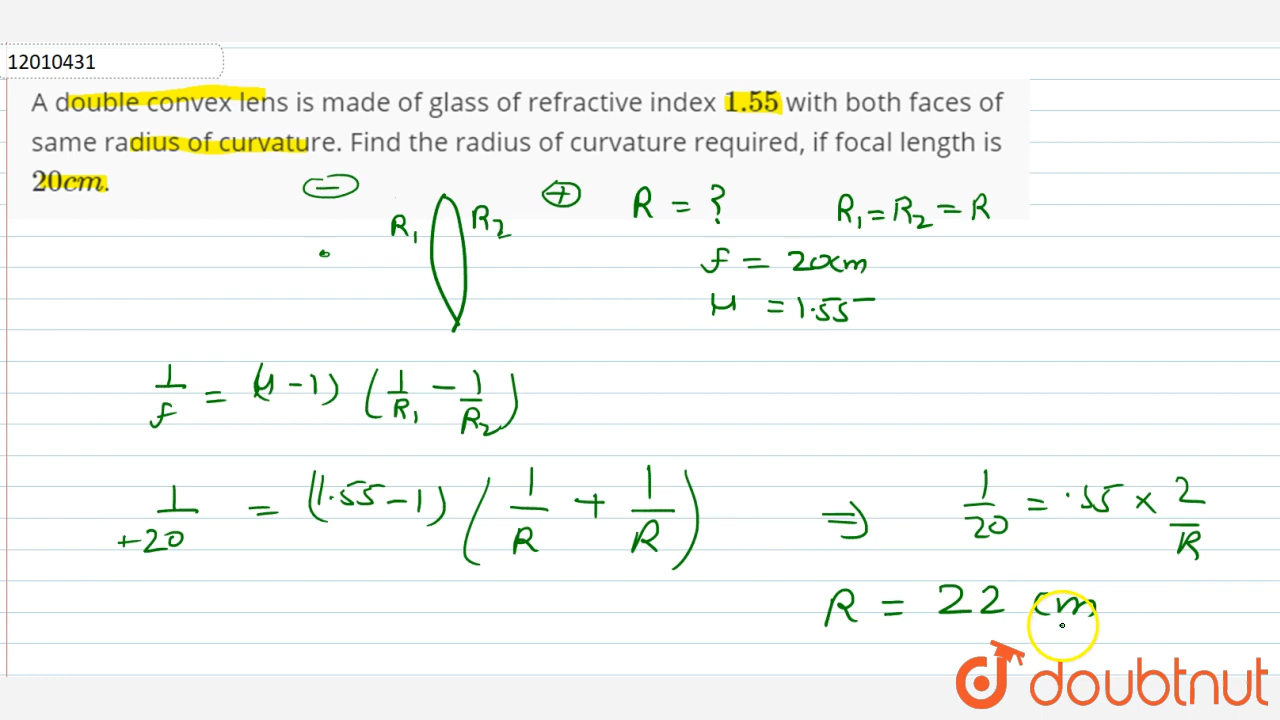 12010431
A double convex lens is made of glass of refractive index 1.55 with both faces of
same radius of curvature. Find the radius of curvature required, if focal length is
20cm.
− + R = ? R₁ = R₂ = R
R₁ R₂
f = 20cm
μ = 1.55
1/f = (μ − 1) (1/R₁ − 1/R₂)
1/+20 = (1.55 − 1) (1/R + 1/R) ⇒ 1/20 = .55 × 2/R
R = 22 cm
doubtnut